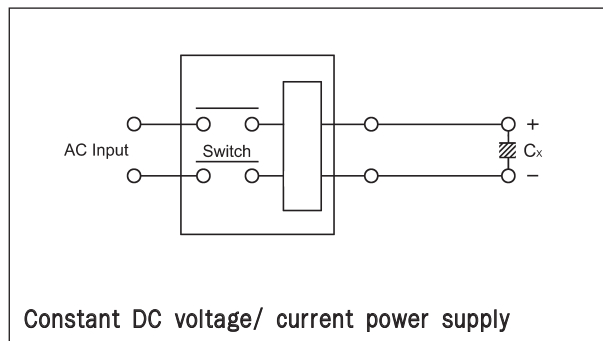 +
AC Input
Switch
Cx
−
Constant DC voltage/ current power supply